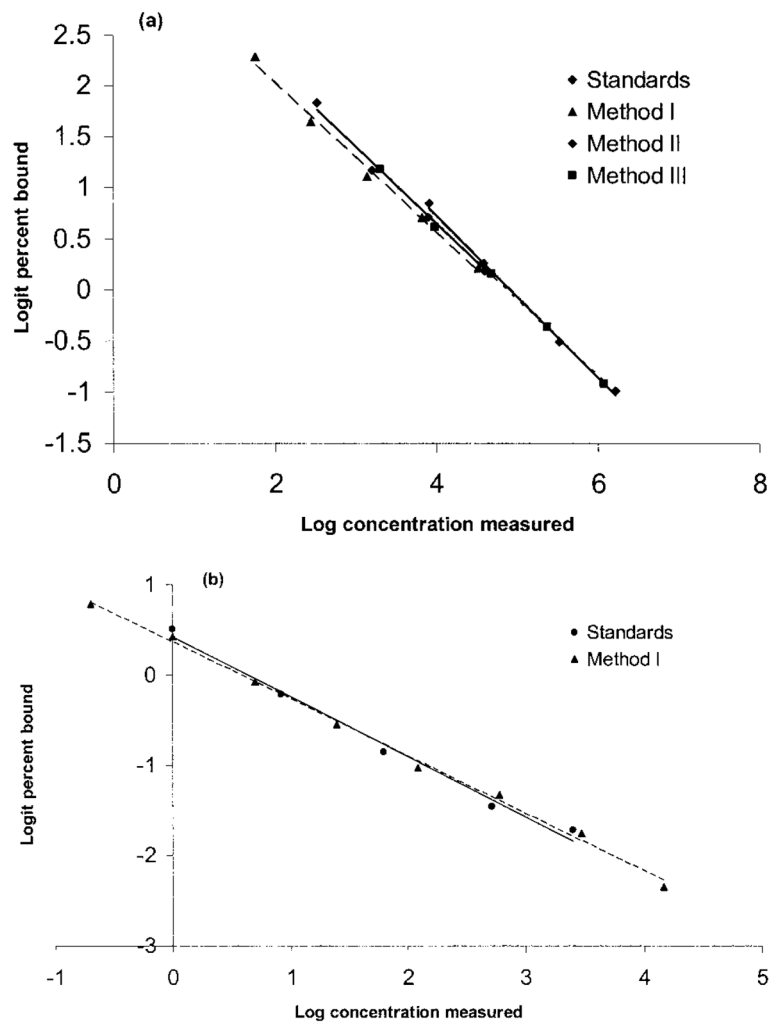 (a)
2.5
2
1.5
1
0.5
0
-0.5
-1
-1.5
Logit percent bound
Standards
Method I
Method II
Method III
0 2 4 6 8
Log concentration measured
(b)
1
0
-1
-2
-3
Logit percent bound
Standards
Method I
-1 0 1 2 3 4 5
Log concentration measured